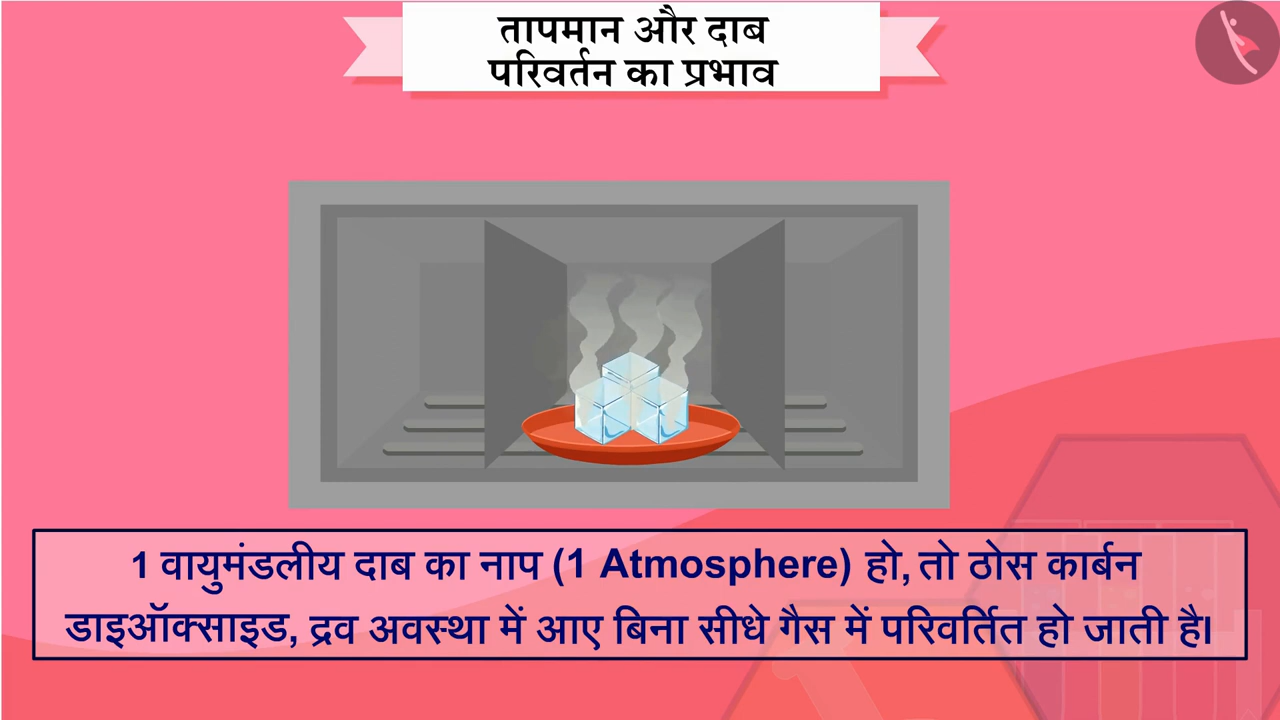 तापमान और दाब
परिवर्तन का प्रभाव
1 वायुमंडलीय दाब का नाप (1 Atmosphere) हो, तो ठोस कार्बन
डाइऑक्साइड, द्रव अवस्था में आए बिना सीधे गैस में परिवर्तित हो जाती है।